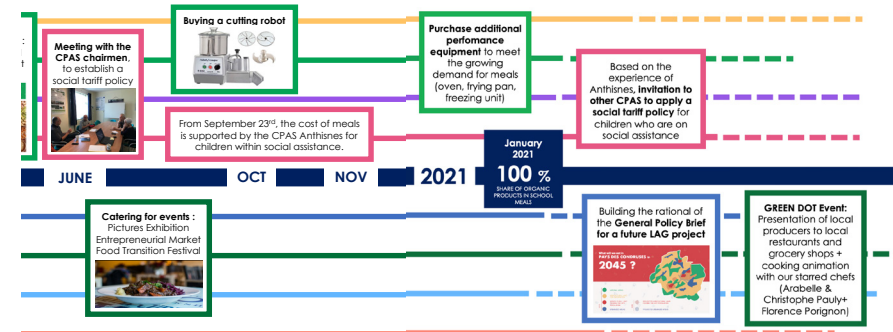 :
t
Meeting with the
CPAS chairmen,
to establish a
social tariff policy
Buying a cutting robot
From September 23rd, the cost of meals
is supported by the CPAS Anthisnes for
children within social assistance.
Purchase additional
perfomance
equipment to meet
the growing
demand for meals
(oven, frying pan,
freezing unit)
Based on the
experience of
Anthisnes, invitation to
other CPAS to apply a
social tariff policy for
children who are on
social assistance
JUNE
OCT
NOV
2021
January
2021
100 %
SHARE OF ORGANIC
PRODUCTS IN SCHOOL
MEALS
Catering for events :
Pictures Exhibition
Entrepreneurial Market
Food Transition Festival
Building the rational of
the General Policy Brief
for a future LAG project
2045 ?
GREEN DOT Event:
Presentation of local
producers to local
restaurants and
grocery shops +
cooking animation
with our starred chefs
(Arabelle &
Christophe Pauly+
Florence Porignon)